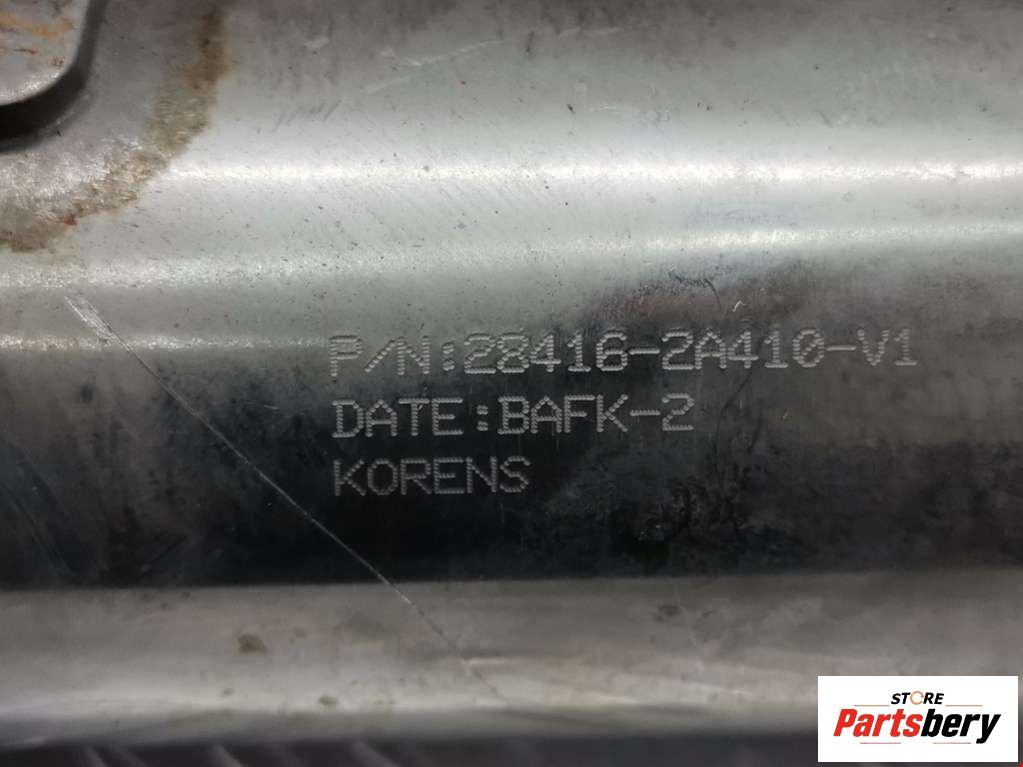 P/N:28416-2A410-V1
DATE:BAFK-2
KORENS
STORE
Partsbery